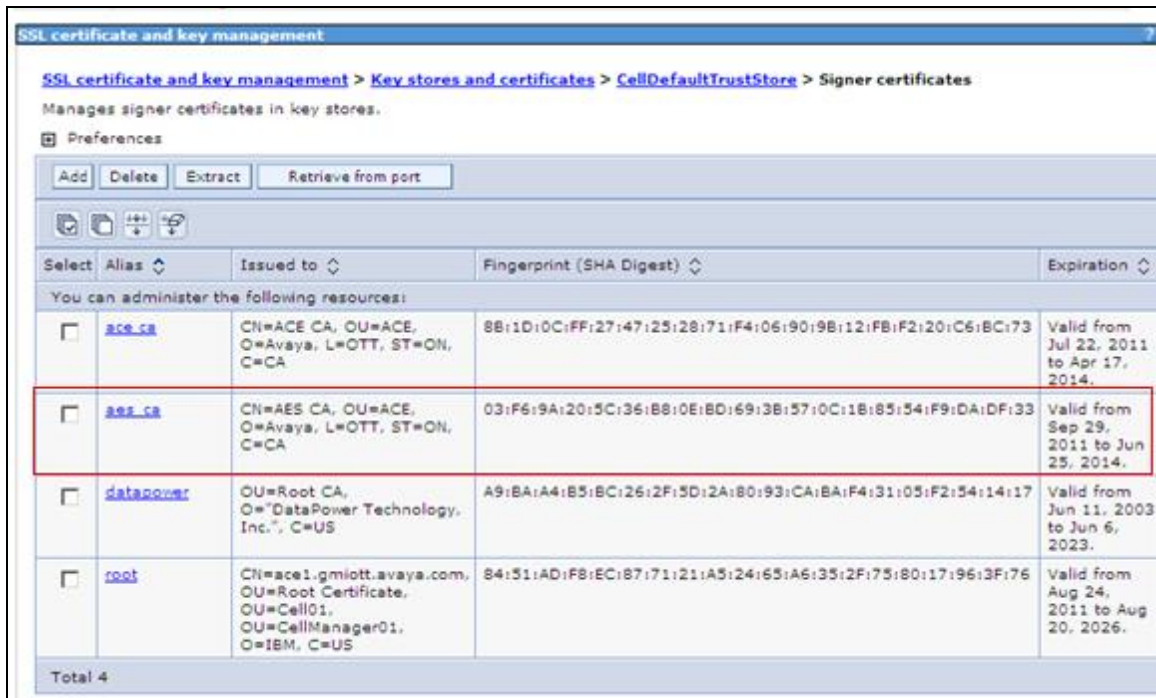 SSL certificate and key management ?
SSL certificate and key management > Key stores and certificates > CellDefaultTrustStore > Signer certificates
Manages signer certificates in key stores.
Preferences
Add Delete Extract Retrieve from port
Select Alias Issued to Fingerprint (SHA Digest) Expiration
You can administer the following resources:
ace_ca
CN=ACE CA, OU=ACE,
O=Avaya, L=OTT, ST=ON,
C=CA
8B:1D:0C:FF:27:47:25:28:71:F4:06:90:9B:12:FB:F2:20:C6:BC:73
Valid from
Jul 22, 2011
to Apr 17,
2014.
aes_ca
CN=AES CA, OU=ACE,
O=Avaya, L=OTT, ST=ON,
C=CA
03:F6:9A:20:5C:36:B8:0E:BD:69:3B:57:0C:1B:85:54:F9:DA:DF:33
Valid from
Sep 29,
2011 to Jun
25, 2014.
datapower
OU=Root CA,
O="DataPower Technology,
Inc.", C=US
A9:BA:A4:B5:BC:26:2F:5D:2A:80:93:CA:BA:F4:31:05:F2:54:14:17
Valid from
Jun 11, 2003
to Jun 6,
2023.
root
CN=ace1.gmiott.avaya.com,
OU=Root Certificate,
OU=Cell01,
OU=CellManager01,
O=IBM, C=US
84:51:AD:F8:EC:87:71:21:A5:24:65:A6:35:2F:75:80:17:96:3F:76
Valid from
Aug 24,
2011 to Aug
20, 2026.
Total 4